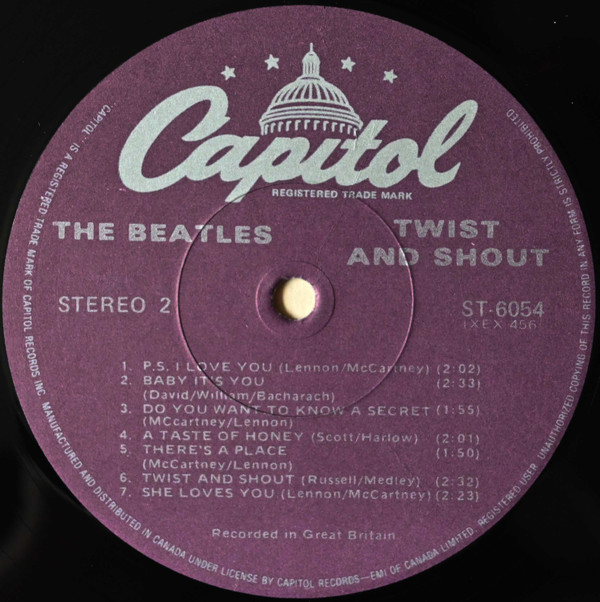 Capitol
REGISTERED TRADE MARK
THE BEATLES
TWIST
AND SHOUT
STEREO 2
ST-6054
1XEX 456
1. P.S. I LOVE YOU (Lennon/McCartney) (2:02)
2. BABY IT'S YOU (2:33)
(David/William/Bacharach)
3. DO YOU WANT TO KNOW A SECRET (1:55)
(MCcartney/Lennon)
4. A TASTE OF HONEY (Scott/Harlow) (2:01)
5. THERE'S A PLACE (1.50)
(McCartney/Lennon)
6. TWIST AND SHOUT (Russell/Medley) (2:32)
7. SHE LOVES YOU (Lennon/McCartney) (2:23)
Recorded in Great Britain
"CAPITOL" IS A REGISTERED TRADE MARK OF CAPITOL RECORDS INC. MANUFACTURED AND DISTRIBUTED IN CANADA UNDER LICENSE BY CAPITOL RECORDS—EMI OF CANADA LIMITED, REGISTERED USER. UNAUTHORIZED COPYING OF THIS RECORD IN ANY FORM IS STRICTLY PROHIBITED